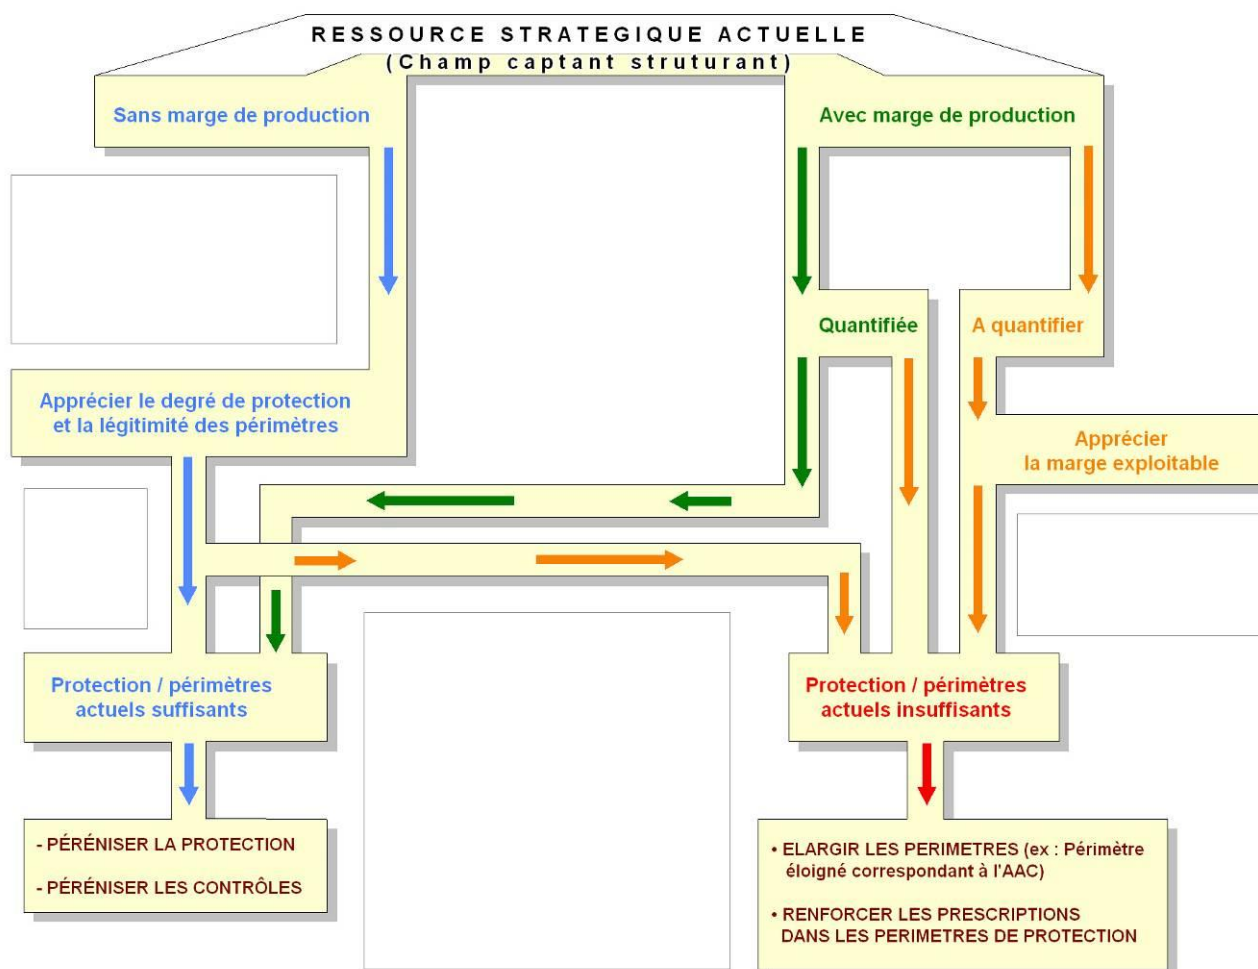 RESSOURCE STRATEGIQUE ACTUELLE
(Champ captant struturant)
Sans marge de production
Avec marge de production
Quantifiée
A quantifier
Apprécier le degré de protection
et la légitimité des périmètres
Apprécier
la marge exploitable
Protection / périmètres
actuels suffisants
Protection / périmètres
actuels insuffisants
- PÉRÉNISER LA PROTECTION
- PÉRÉNISER LES CONTRÔLES
• ELARGIR LES PERIMETRES (ex : Périmètre
éloigné correspondant à l'AAC)
• RENFORCER LES PRESCRIPTIONS
DANS LES PERIMETRES DE PROTECTION